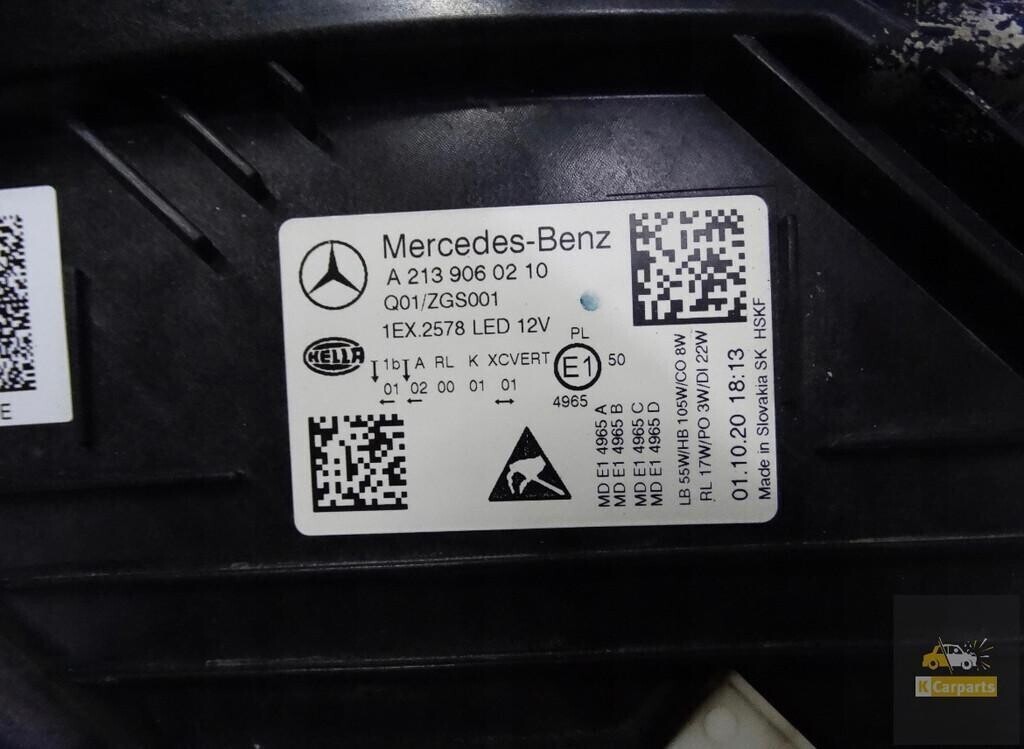 Mercedes-Benz
A 213 906 02 10
Q01/ZGS001
1EX.2578 LED 12V
HELLA
1b A RL K XCVERT
01 02 00 01 01
PL
E1
50
4965
MD E1 4965 A
MD E1 4965 B
MD E1 4965 C
MD E1 4965 D
LB 55W/HB 105W/CO 8W
RL 17W/PO 3W/DI 22W
01.10.20 18:13
Made in Slovakia SK HSKF
E
K Carparts